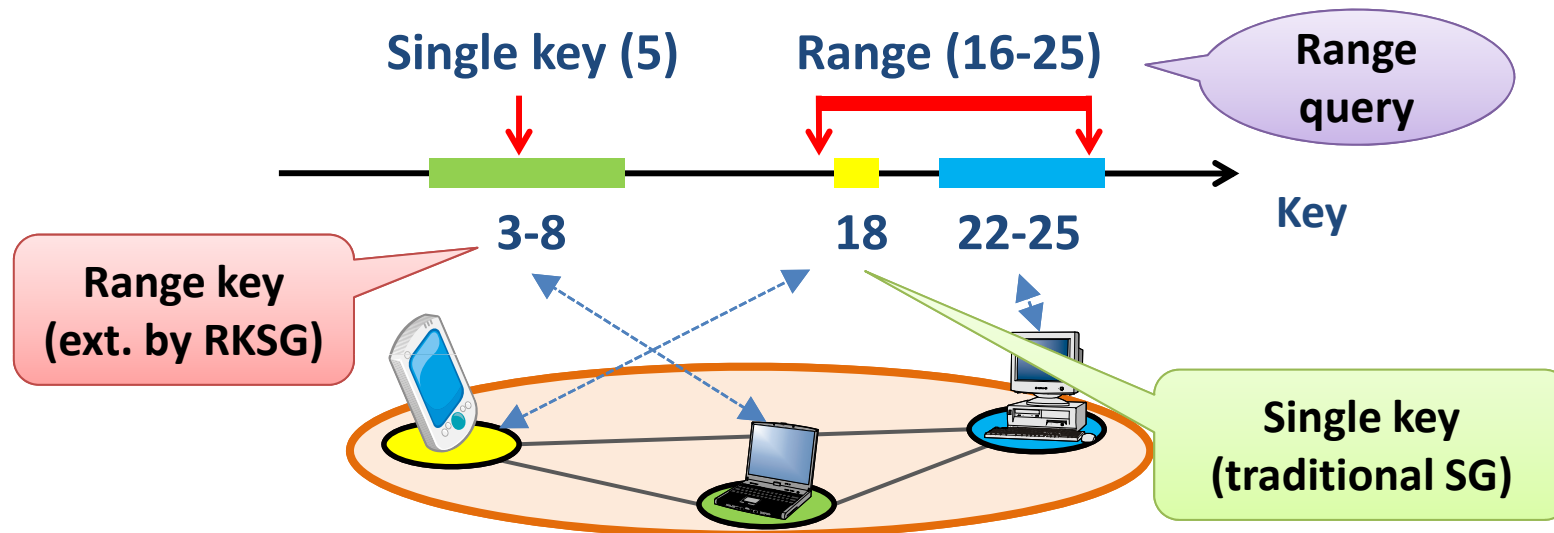 Single key (5)
Range (16-25)
Range
query
3-8
18
22-25
Key
Range key
(ext. by RKSG)
Single key
(traditional SG)